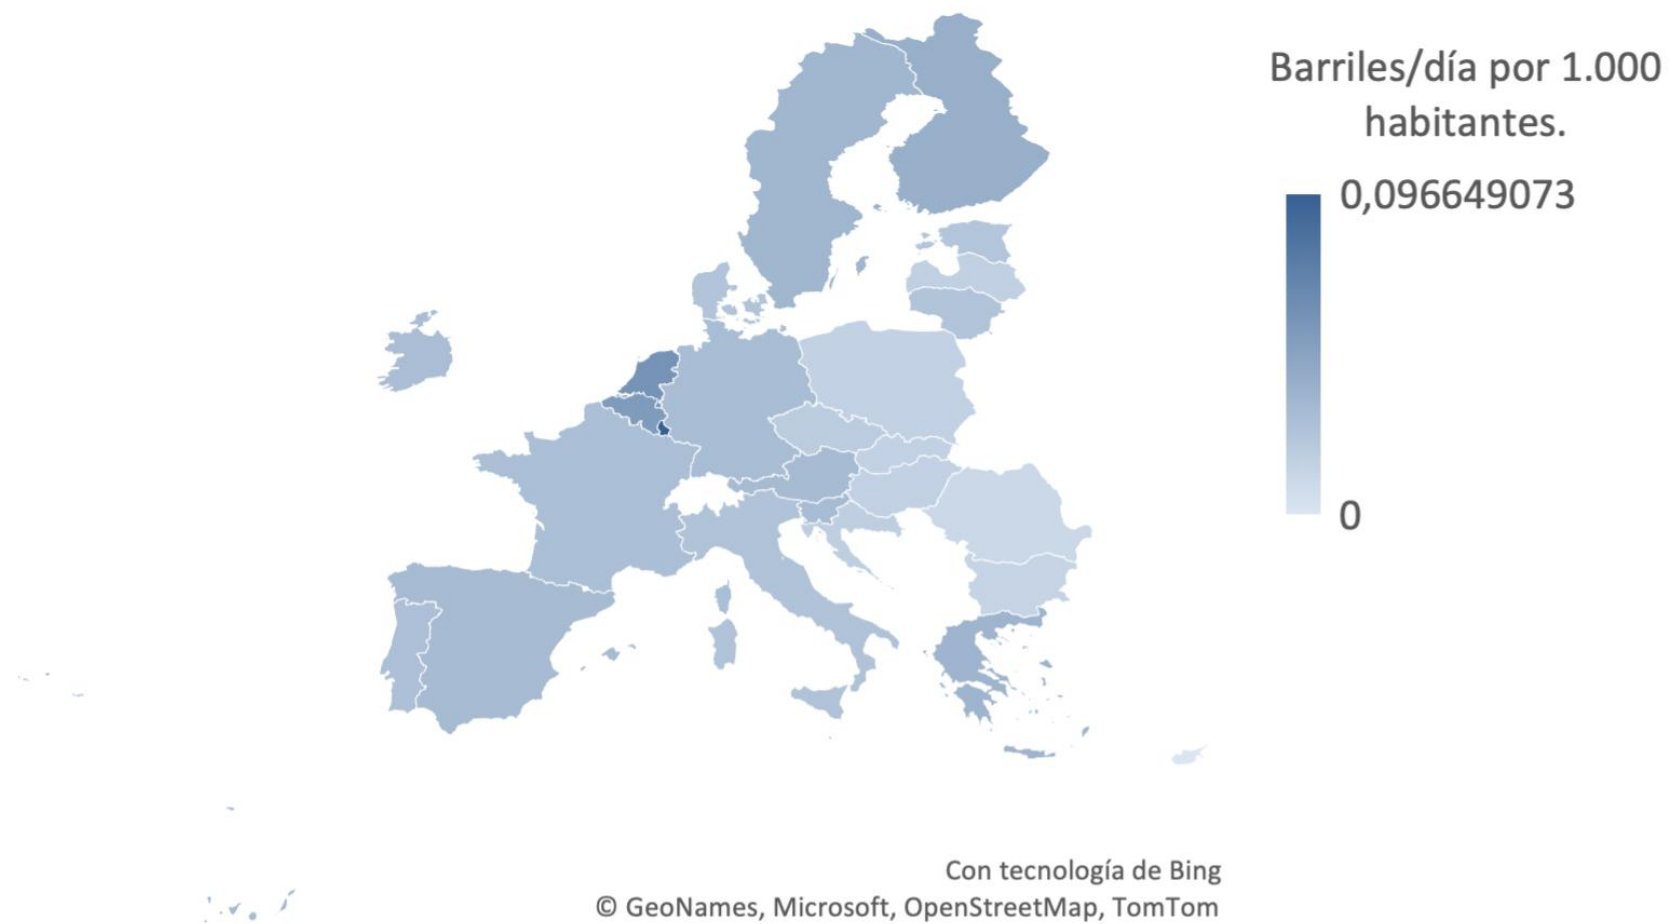 Barriles/día por 1.000
habitantes.
0,096649073
0
Con tecnología de Bing
© GeoNames, Microsoft, OpenStreetMap, TomTom